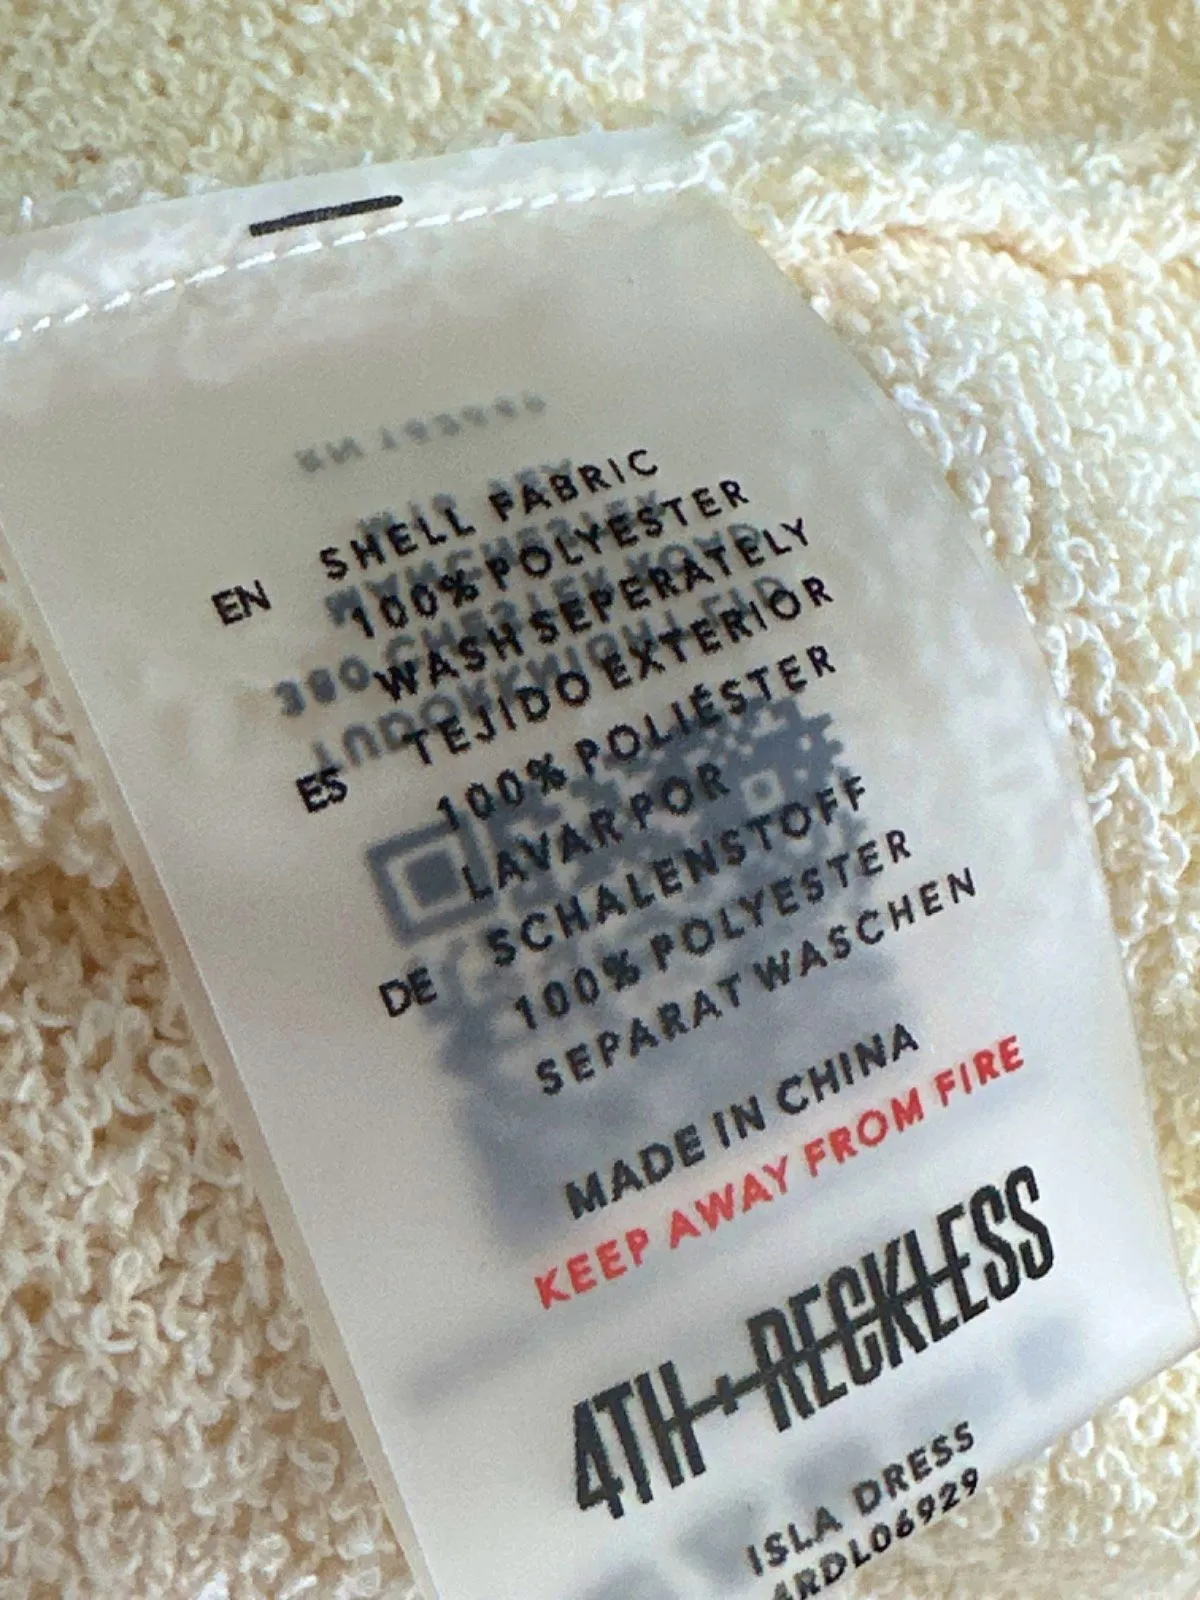 EN
SHELL FABRIC
100% POLYESTER
WASH SEPERATELY
ES
TEJIDO EXTERIOR
100% POLIÉSTER
LAVAR POR
DE
SCHALENSTOFF
100% POLYESTER
SEPARAT WASCHEN
MADE IN CHINA
KEEP AWAY FROM FIRE
4TH + RECKLESS
ISLA DRESS
4RDL06929